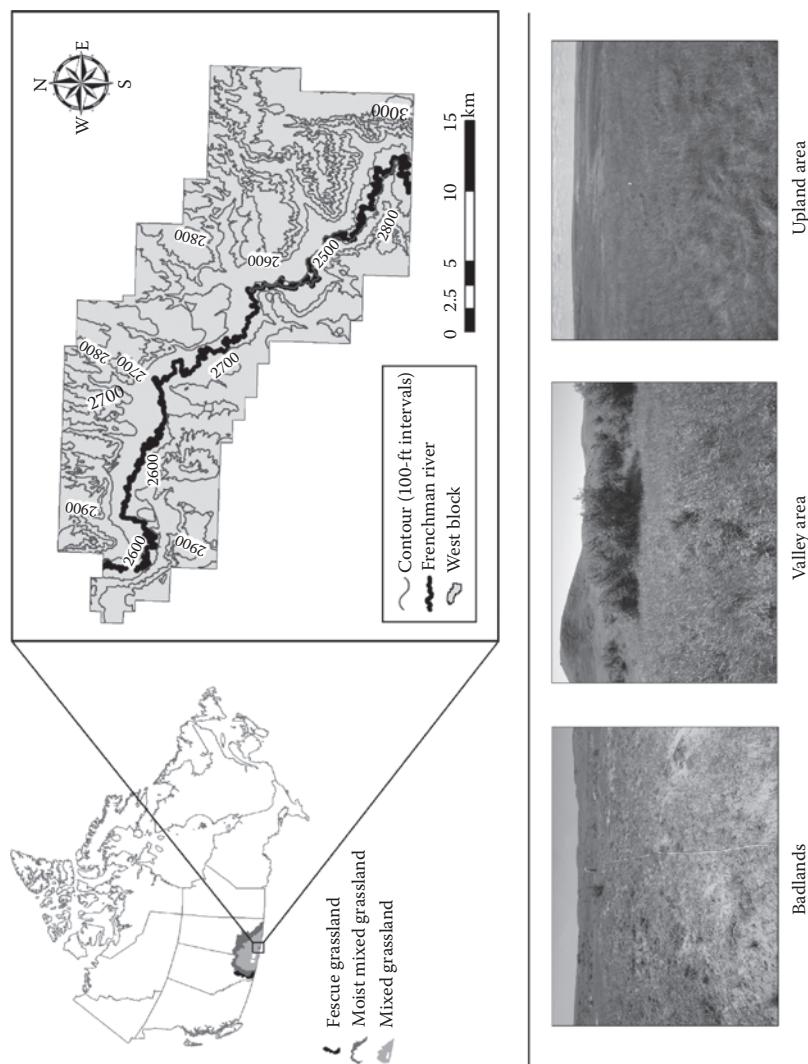 Fescue grassland
Moist mixed grassland
Mixed grassland
N
W
E
S
2900
2700
2800
2700
2800
2600
2600
2900
2700
2600
2500
2800
3000
Contour (100-ft intervals)
Frenchman river
West block
0 2.5 5 10 15
km
Badlands
Valley area
Upland area